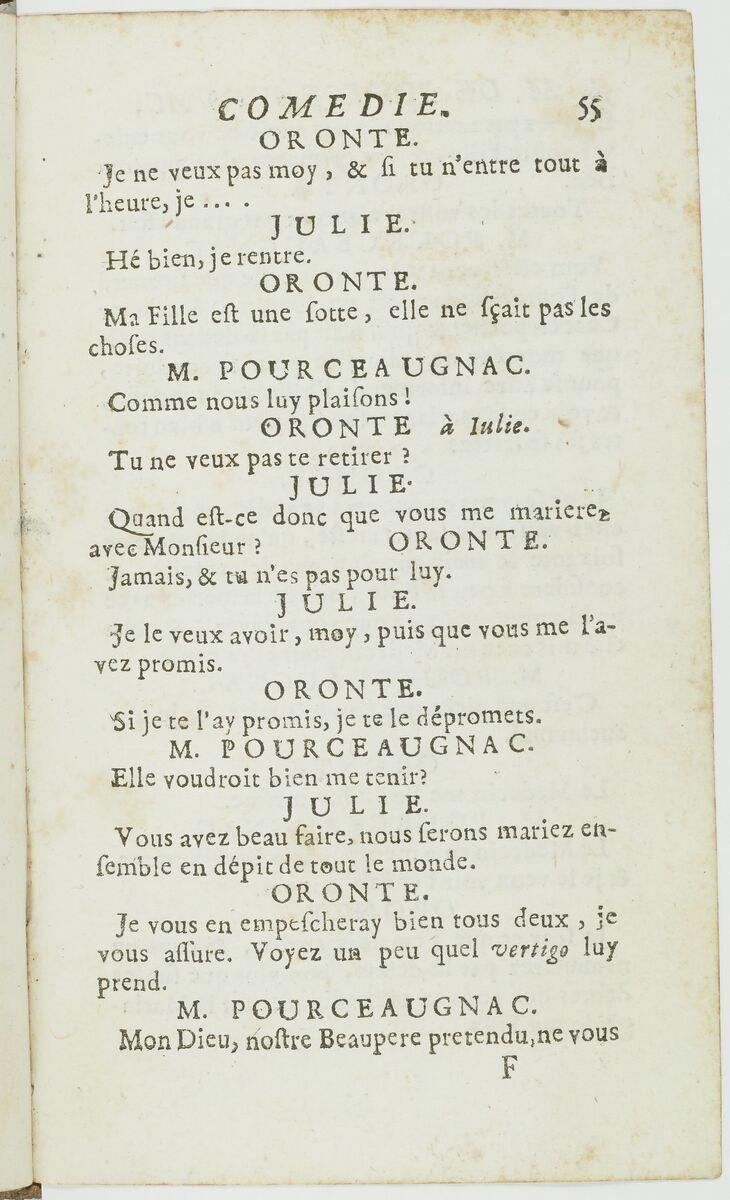 COMEDIE. 55
ORONTE.
Je ne veux pas moy, & ſi tu n'entre tout à
l'heure, je ... .
JULIE.
Hé bien, je rentre.
ORONTE.
Ma Fille eſt une ſotte, elle ne ſçait pas les
choſes.
M. POURCEAUGNAC.
Comme nous luy plaiſons!
ORONTE à Iulie.
Tu ne veux pas te retirer?
JULIE.
Quand eſt-ce donc que vous me marierez
avec Monſieur? ORONTE.
Jamais, & tu n'es pas pour luy.
JULIE.
Je le veux avoir, moy, puis que vous me l'a-
vez promis.
ORONTE.
Si je te l'ay promis, je te le dépromets.
M. POURCEAUGNAC.
Elle voudroit bien me tenir?
JULIE.
Vous avez beau faire, nous ſerons mariez en-
ſemble en dépit de tout le monde.
ORONTE.
Je vous en empeſcheray bien tous deux, je
vous aſſure. Voyez un peu quel vertigo luy
prend.
M. POURCEAUGNAC.
Mon Dieu, noſtre Beaupere pretendu, ne vous
F